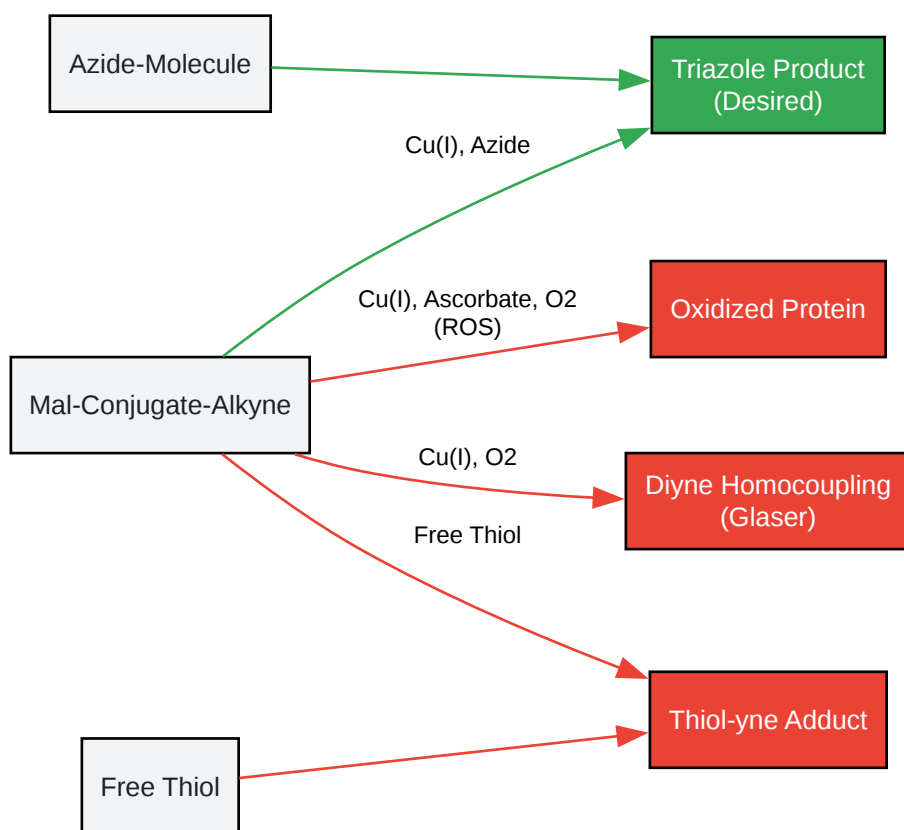 Azide-Molecule
Triazole Product
(Desired)
Cu(I), Azide
Cu(I), Ascorbate, O2
(ROS)
Oxidized Protein
Mal-Conjugate-Alkyne
Cu(I), O2
Diyne Homocoupling
(Glaser)
Free Thiol
Thiol-yne Adduct
Free Thiol